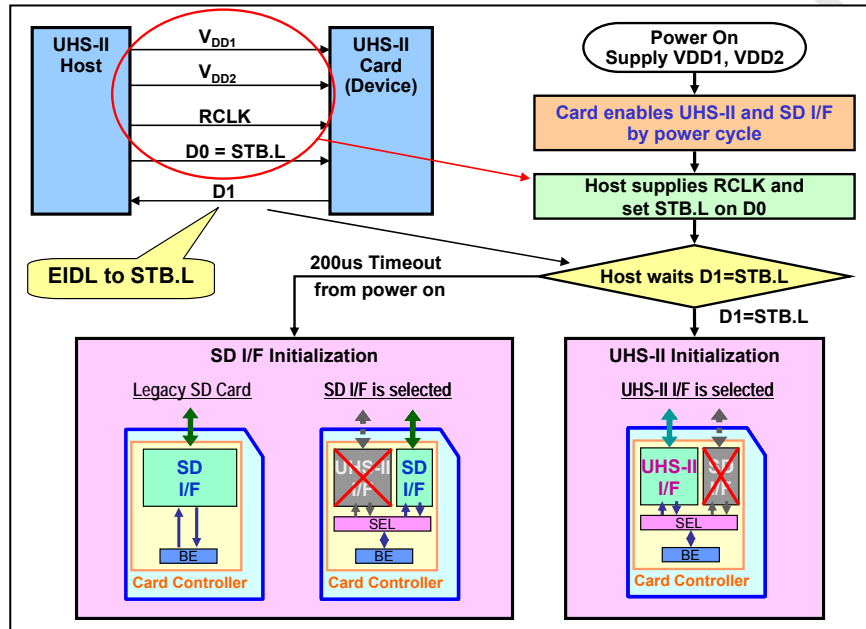 UHS-II
Host
VDD1
VDD2
RCLK
D0 = STB.L
D1
UHS-II
Card
(Device)
EIDL to STB.L
Power On
Supply VDD1, VDD2
Card enables UHS-II and SD I/F
by power cycle
Host supplies RCLK and
set STB.L on D0
Host waits D1=STB.L
200us Timeout
from power on
D1=STB.L
SD I/F Initialization
Legacy SD Card
SD I/F is selected
SD
I/F
BE
Card Controller
UHS-II
I/F
SD
I/F
SEL
BE
Card Controller
UHS-II Initialization
UHS-II I/F is selected
UHS-II
I/F
SD
I/F
SEL
BE
Card Controller